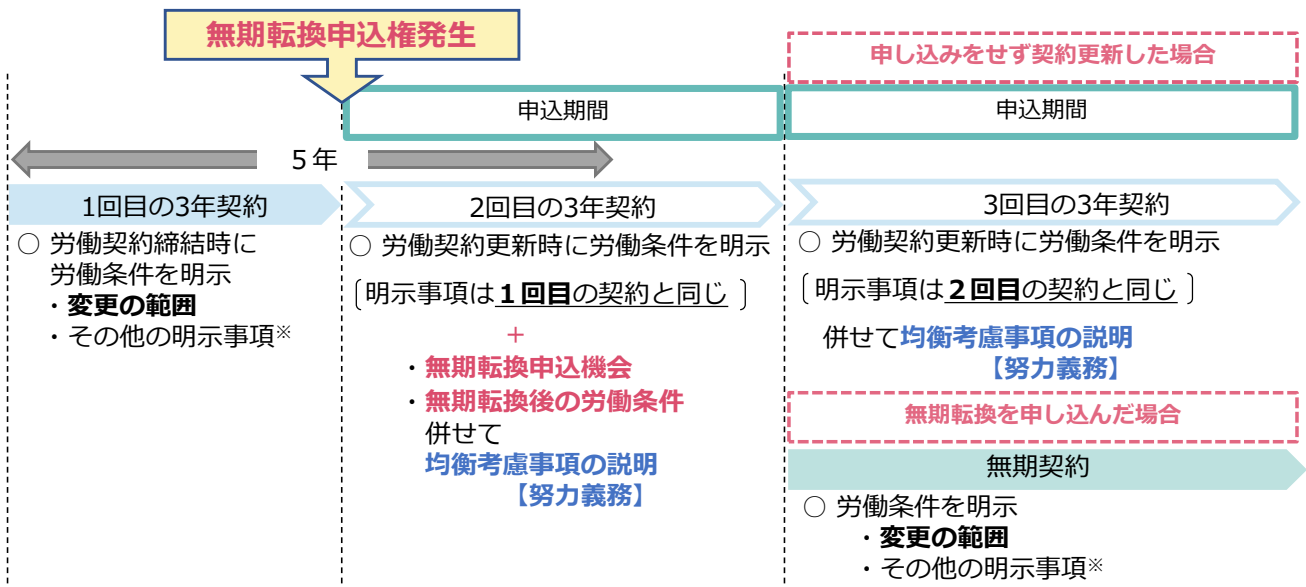 無期転換申込権発生
申し込みをせず契約更新した場合
申込期間
申込期間
5年
1回目の3年契約
○ 労働契約締結時に
労働条件を明示
・変更の範囲
・その他の明示事項※
2回目の3年契約
○ 労働契約更新時に労働条件を明示
〔明示事項は1回目の契約と同じ 〕
+
・無期転換申込機会
・無期転換後の労働条件
併せて
均衡考慮事項の説明
【努力義務】
3回目の3年契約
○ 労働契約更新時に労働条件を明示
〔明示事項は2回目の契約と同じ 〕
併せて均衡考慮事項の説明
【努力義務】
無期転換を申し込んだ場合
無期契約
○ 労働条件を明示
・変更の範囲
・その他の明示事項※